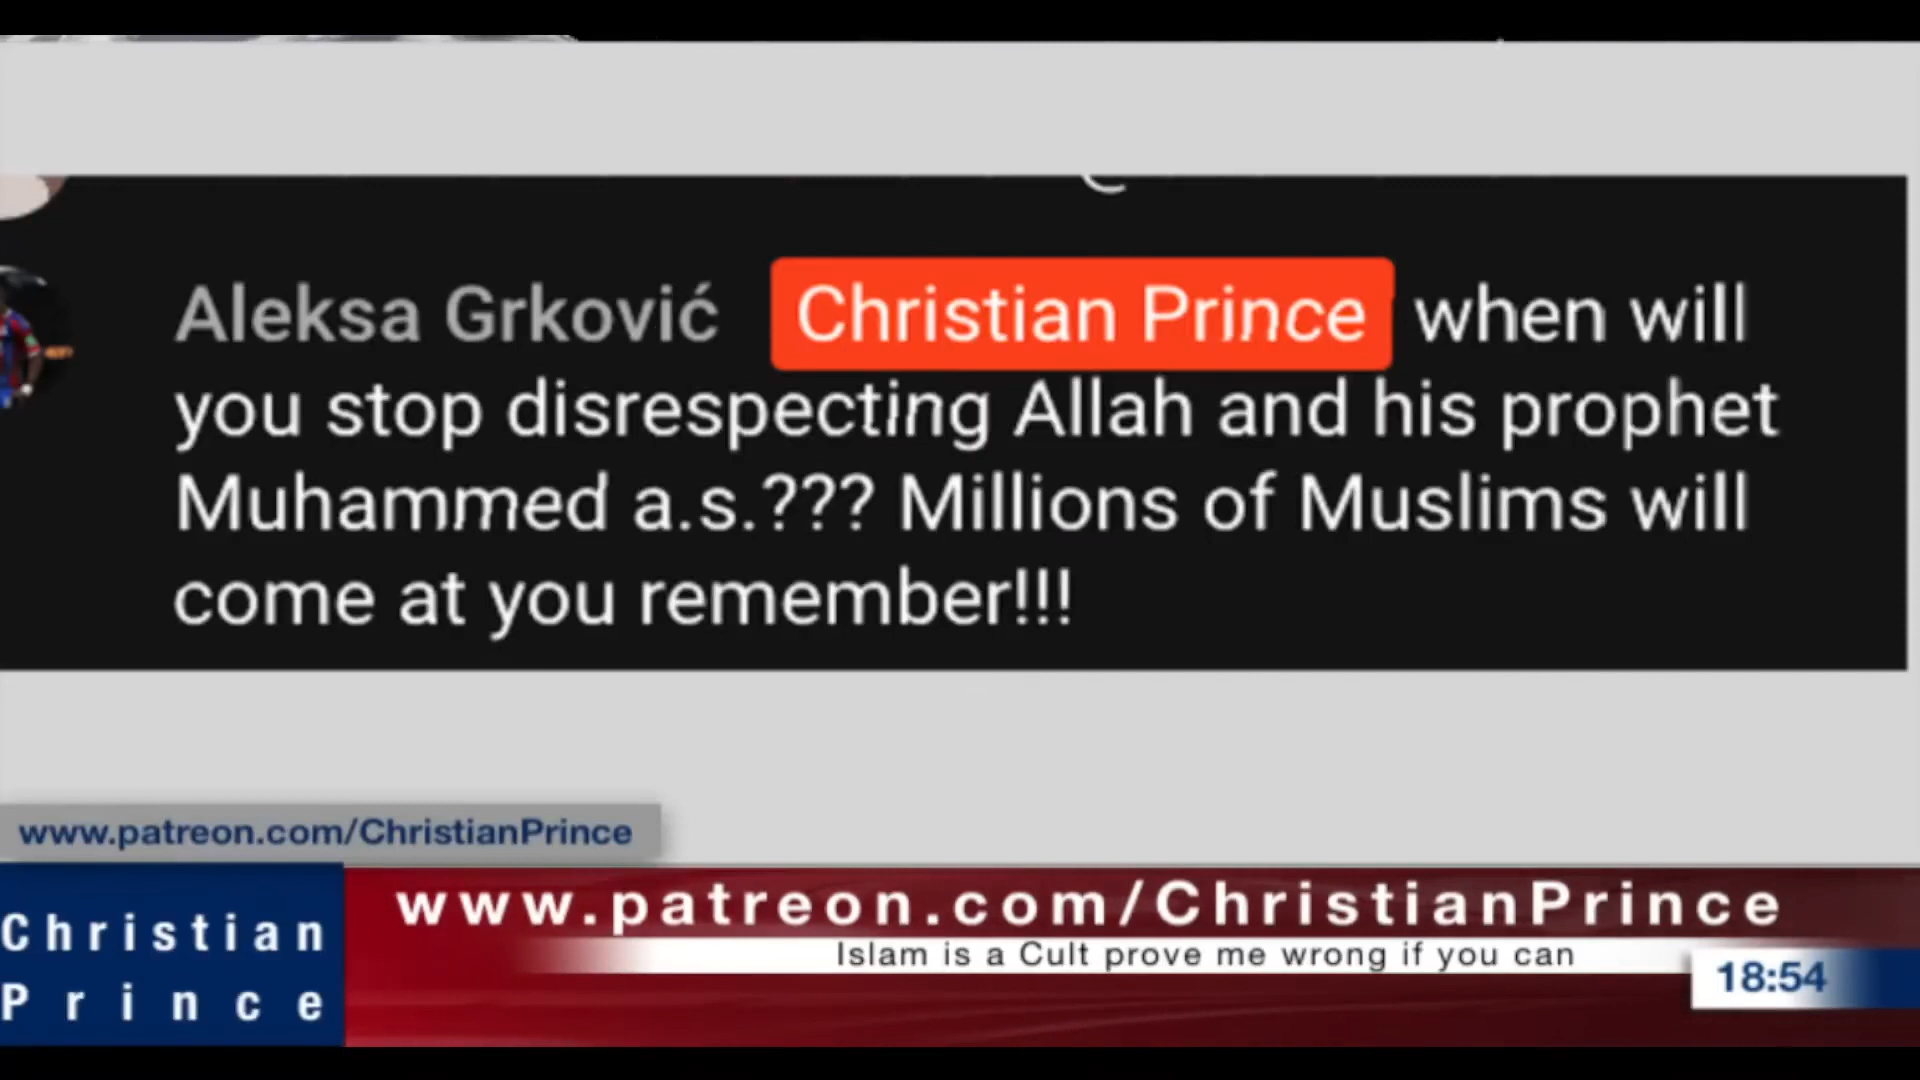 Aleksa Grković Christian Prince when will
you stop disrespecting Allah and his prophet
Muhammed a.s.??? Millions of Muslims will
come at you remember!!!
www.patreon.com/ChristianPrince
Christian
Prince
www.patreon.com/ChristianPrince
Islam is a Cult prove me wrong if you can
18:54